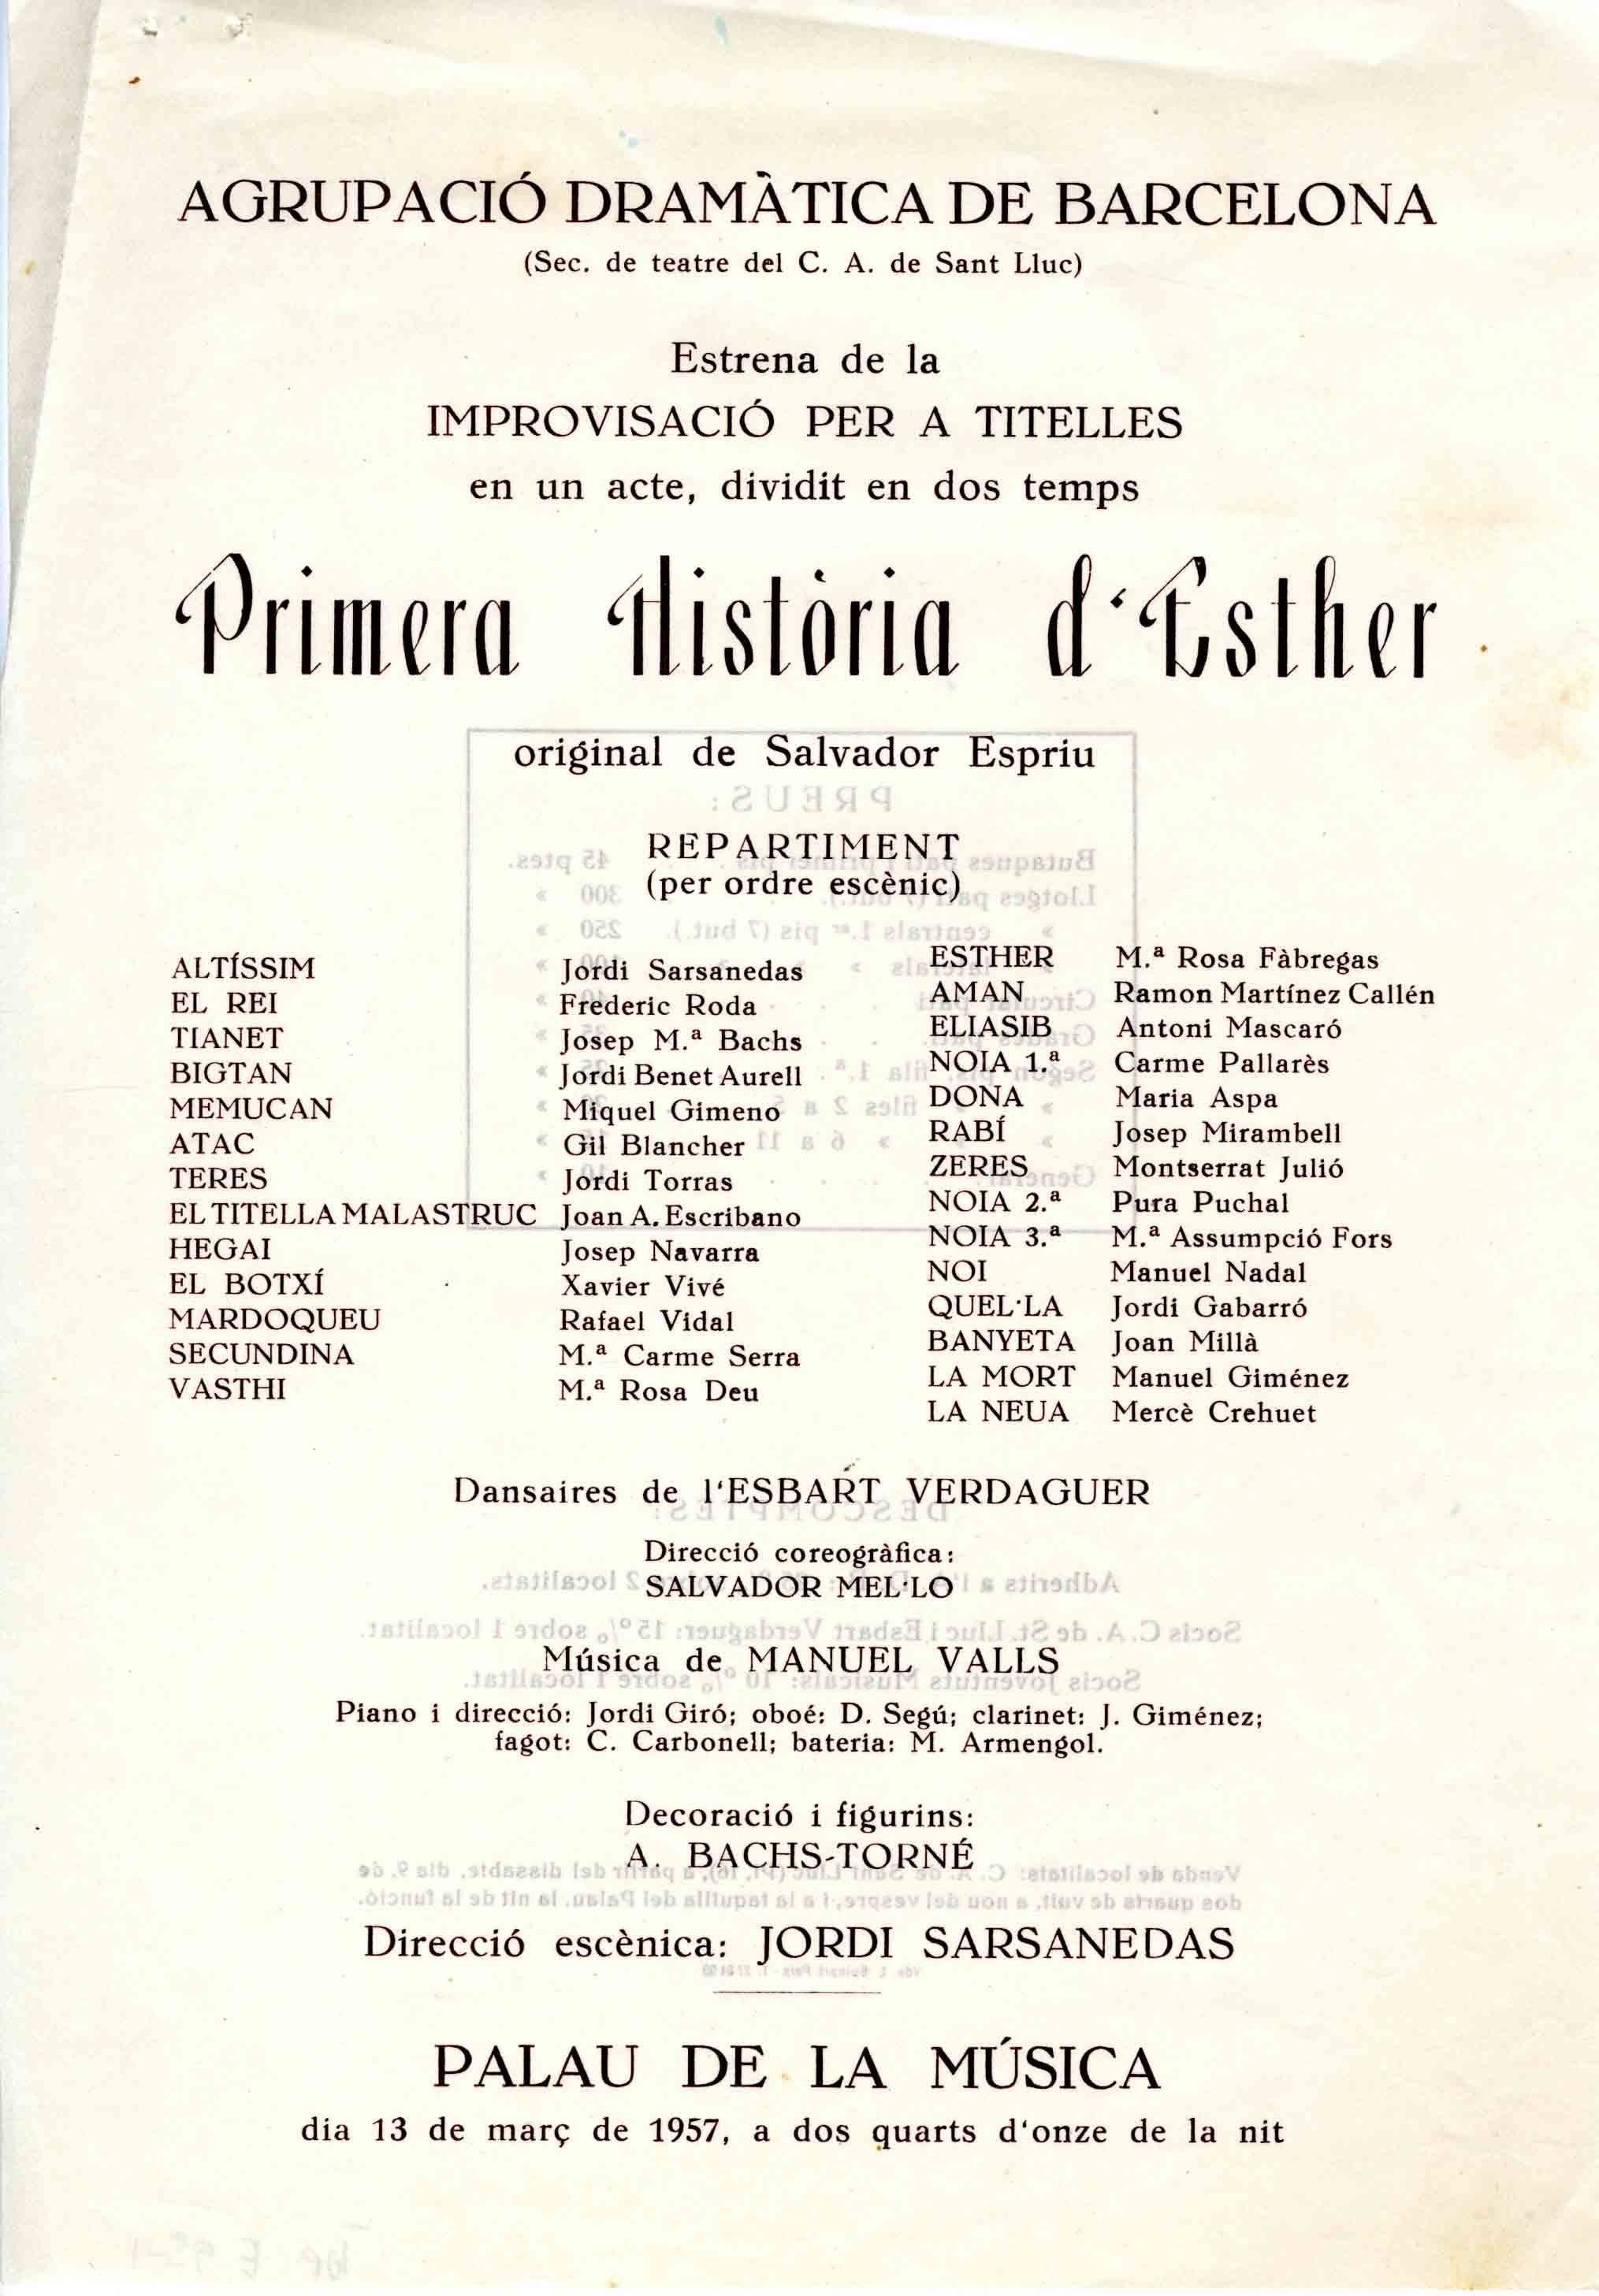 AGRUPACIÓ DRAMÀTICA DE BARCELONA
(Sec. de teatre del C. A. de Sant Lluc)
Estrena de la
IMPROVISACIÓ PER A TITELLES
en un acte, dividit en dos temps
Primera Història d'Esther
original de Salvador Espriu
REPARTIMENT
(per ordre escènic)
ALTÍSSIM Jordi Sarsanedas
EL REI Frederic Roda
TIANET Josep M.ª Bachs
BIGTAN Jordi Benet Aurell
MEMUCAN Miquel Gimeno
ATAC Gil Blancher
TERES Jordi Torras
EL TITELLA MALASTRUC Joan A. Escribano
HEGAI Josep Navarra
EL BOTXÍ Xavier Vivé
MARDOQUEU Rafael Vidal
SECUNDINA M.ª Carme Serra
VASTHI M.ª Rosa Deu
ESTHER M.ª Rosa Fàbregas
AMAN Ramon Martínez Callén
ELIASIB Antoni Mascaró
NOIA 1.ª Carme Pallarès
DONA Maria Aspa
RABÍ Josep Mirambell
ZERES Montserrat Julió
NOIA 2.ª Pura Puchal
NOIA 3.ª M.ª Assumpció Fors
NOI Manuel Nadal
QUEL·LA Jordi Gabarró
BANYETA Joan Millà
LA MORT Manuel Giménez
LA NEUA Mercè Crehuet
Dansaires de l'ESBART VERDAGUER
Direcció coreogràfica:
SALVADOR MEL·LO
Música de MANUEL VALLS
Piano i direcció: Jordi Giró; oboé: D. Segú; clarinet: J. Giménez;
fagot: C. Carbonell; bateria: M. Armengol.
Decoració i figurins:
A. BACHS-TORNÉ
Direcció escènica: JORDI SARSANEDAS
PALAU DE LA MÚSICA
dia 13 de març de 1957, a dos quarts d'onze de la nit